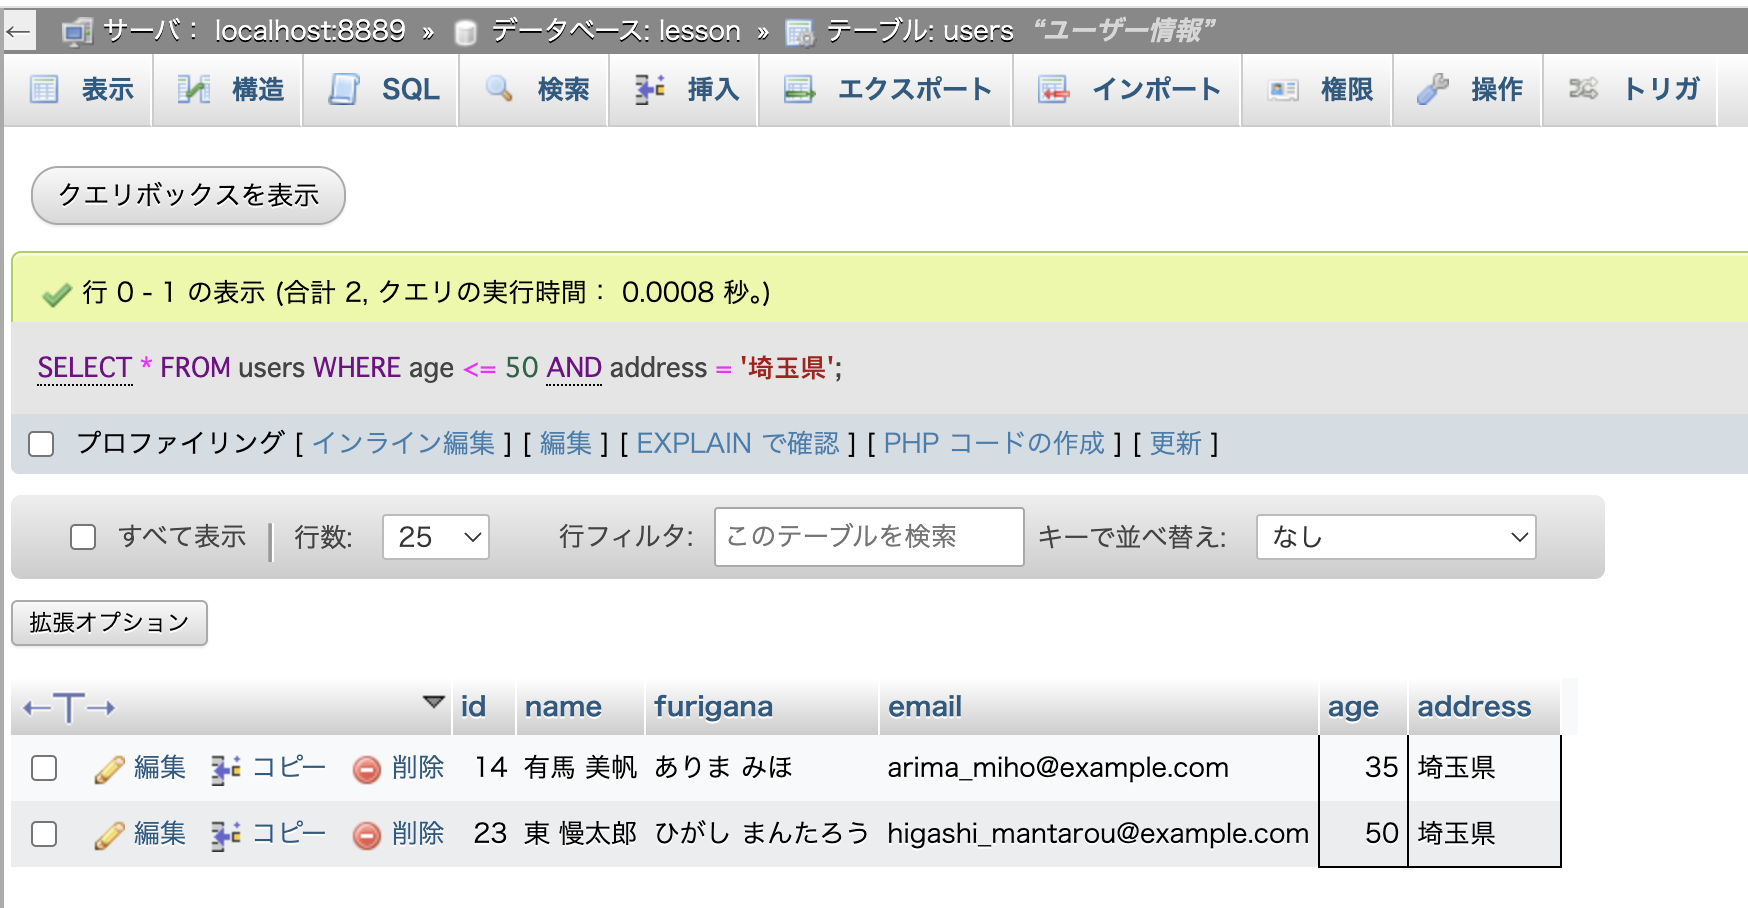 ← サーバ: localhost:8889 » データベース: lesson » テーブル: users “ユーザー情報”
表示 構造 SQL 検索 挿入 エクスポート インポート 権限 操作 トリガ
クエリボックスを表示
行 0 - 1 の表示 (合計 2, クエリの実行時間: 0.0008 秒。)
SELECT * FROM users WHERE age <= 50 AND address = '埼玉県';
プロファイリング [ インライン編集 ] [ 編集 ] [ EXPLAIN で確認 ] [ PHP コードの作成 ] [ 更新 ]
すべて表示 | 行数: 25 行フィルタ: このテーブルを検索 キーで並べ替え: なし
拡張オプション
←T→ ▼ id name furigana email age address
編集 コピー 削除 14 有馬 美帆 ありま みほ arima_miho@example.com 35 埼玉県
編集 コピー 削除 23 東 慢太郎 ひがし まんたろう higashi_mantarou@example.com 50 埼玉県